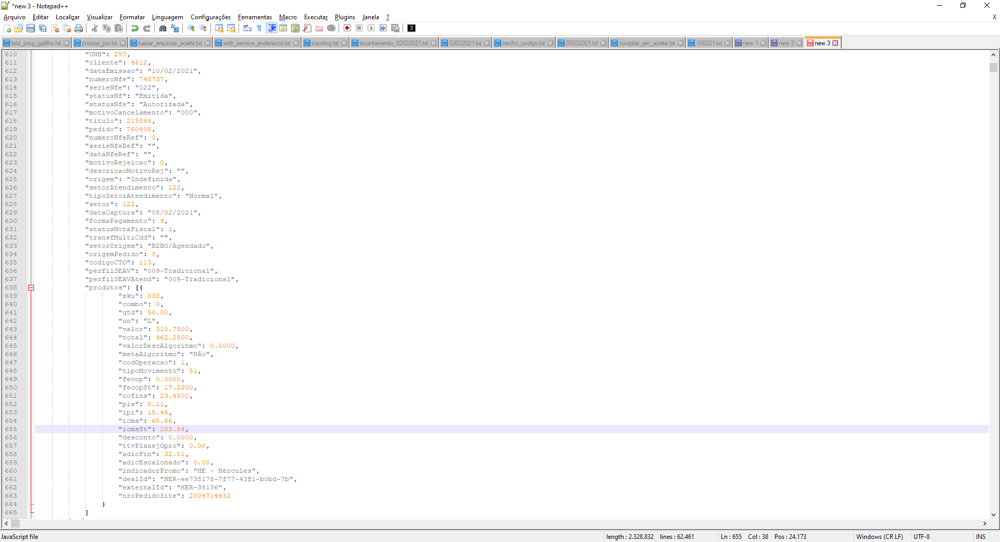 *new 3 - Notepad++
Arquivo Editar Localizar Visualizar Formatar Linguagem Configurações Ferramentas Macro Executar Plugins Janela ? X
lista_prog_gatilho.txt promax_pw.txt baixar_arquivos_aceite.txt web_service_enderecos.txt tracelog.txt levantamento_02032021.txt 03032021.txt trecho_codigo.txt 05032021.txt compilar_em_aceite.txt 100321.txt new 1 new 2 new 3
610 "UNB": 297,
611 "cliente": 4612,
612 "dataEmissao": "10/02/2021",
613 "numeroNfe": 748737,
614 "serieNfe": "022",
615 "statusNf": "Emitida",
616 "statusNfe": "Autorizada",
617 "motivoCancelamento": "000",
618 "titulo": 215848,
619 "pedido": 760405,
620 "numeroNfeRef": 0,
621 "serieNfeRef": "",
622 "dataNfeRef": "",
623 "motivoRejeicao": 0,
624 "descricaoMotivoRej": "",
625 "origem": "Indefinida",
626 "setorAtendimento": 122,
627 "tipoSetorAtendimento": "Normal",
628 "setor": 122,
629 "dataCaptura": "08/02/2021",
630 "formaPagamento": 4,
631 "statusNotaFiscal": 1,
632 "transfMultiCdd": "",
633 "setorOrigem": "B2BG/Agendado",
634 "origemPedido": 0,
635 "codigoCTO": 113,
636 "perfilSEAV": "009-Tradicional",
637 "perfilSEAVAtend": "009-Tradicional",
638 "produtos": [{
639 "sku": 838,
640 "combo": 0,
641 "qtd": 50.00,
642 "un": "L",
643 "valor": 310.7800,
644 "total": 462.2800,
645 "valorDescAlgoritmo": 0.0000,
646 "metaAlgoritmo": "Não",
647 "codOperacao": 1,
648 "tipoMovimento": 51,
649 "fecop": 0.0000,
650 "fecopSt": 17.2200,
651 "cofins": 23.4500,
652 "pis": 5.11,
653 "ipi": 15.45,
654 "icms": 68.66,
655 "icmsSt": 103.54,
656 "desconto": 0.0000,
657 "ttvPlanejGpro": 0.00,
658 "adicFin": 32.51,
659 "adicEscalonado": 0.00,
660 "indicadorPromo": "HE - Hércules",
661 "dealId": "HER-ee735178-7f77-43f1-b0bd-7b",
662 "externalId": "HER-38136",
663 "nroPedidoSite": 2004714432
664 }
665 ]
JavaScript file length : 2.328.832 lines : 62.461 Ln : 655 Col : 38 Pos : 24.173 Windows (CR LF) UTF-8 INS